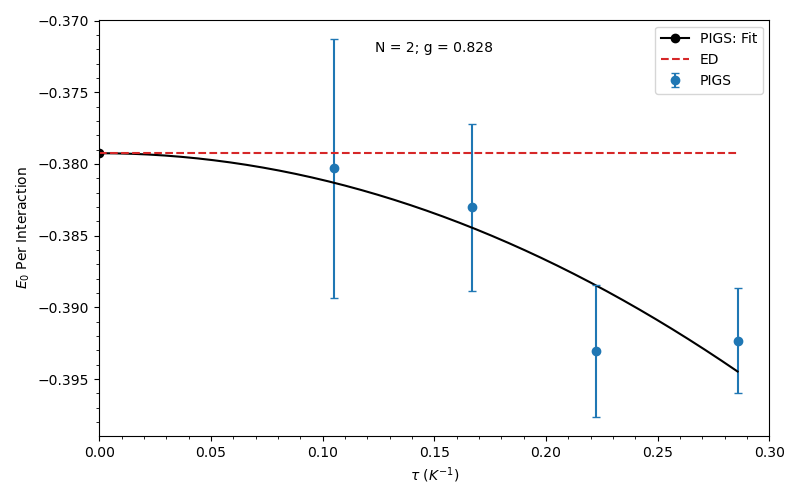 N = 2; g = 0.828
PIGS: Fit
ED
PIGS
−0.370
−0.375
−0.380
−0.385
−0.390
−0.395
E₀ Per Interaction
0.00 0.05 0.10 0.15 0.20 0.25 0.30
τ (K⁻¹)